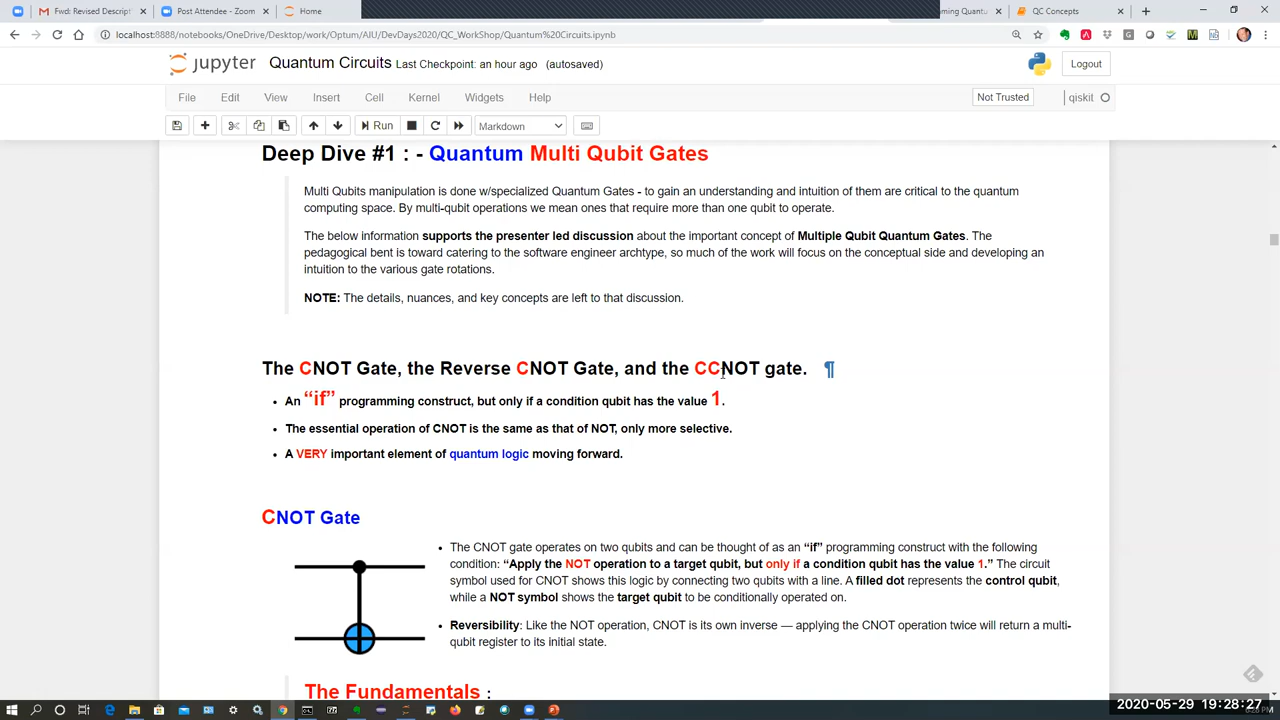 Fwd: Revised Descript
Post Attendee - Zoom
Home
ming Quantu
QC Concepts
localhost:8888/notebooks/OneDrive/Desktop/work/Optum/AIU/DevDays2020/QC_WorkShop/Quantum%20Circuits.ipynb
jupyter Quantum Circuits Last Checkpoint: an hour ago (autosaved)
Logout
File Edit View Insert Cell Kernel Widgets Help
Not Trusted
qiskit
Run
Markdown
Deep Dive #1 : - Quantum Multi Qubit Gates
Multi Qubits manipulation is done w/specialized Quantum Gates - to gain an understanding and intuition of them are critical to the quantum
computing space. By multi-qubit operations we mean ones that require more than one qubit to operate.
The below information supports the presenter led discussion about the important concept of Multiple Qubit Quantum Gates. The
pedagogical bent is toward catering to the software engineer archtype, so much of the work will focus on the conceptual side and developing an
intuition to the various gate rotations.
NOTE: The details, nuances, and key concepts are left to that discussion.
The CNOT Gate, the Reverse CNOT Gate, and the CCNOT gate. ¶
• An “if” programming construct, but only if a condition qubit has the value 1.
• The essential operation of CNOT is the same as that of NOT, only more selective.
• A VERY important element of quantum logic moving forward.
CNOT Gate
• The CNOT gate operates on two qubits and can be thought of as an “if” programming construct with the following
condition: “Apply the NOT operation to a target qubit, but only if a condition qubit has the value 1.” The circuit
symbol used for CNOT shows this logic by connecting two qubits with a line. A filled dot represents the control qubit,
while a NOT symbol shows the target qubit to be conditionally operated on.
• Reversibility: Like the NOT operation, CNOT is its own inverse — applying the CNOT operation twice will return a multi-
qubit register to its initial state.
The Fundamentals :
2020-05-29 19:28:27